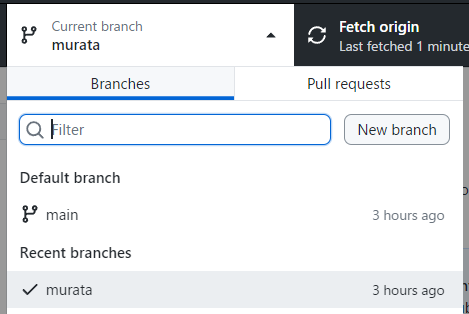 Current branch
murata
Fetch origin
Last fetched 1 minute
Branches
Pull requests
Filter
New branch
Default branch
main
3 hours ago
Recent branches
murata
3 hours ago